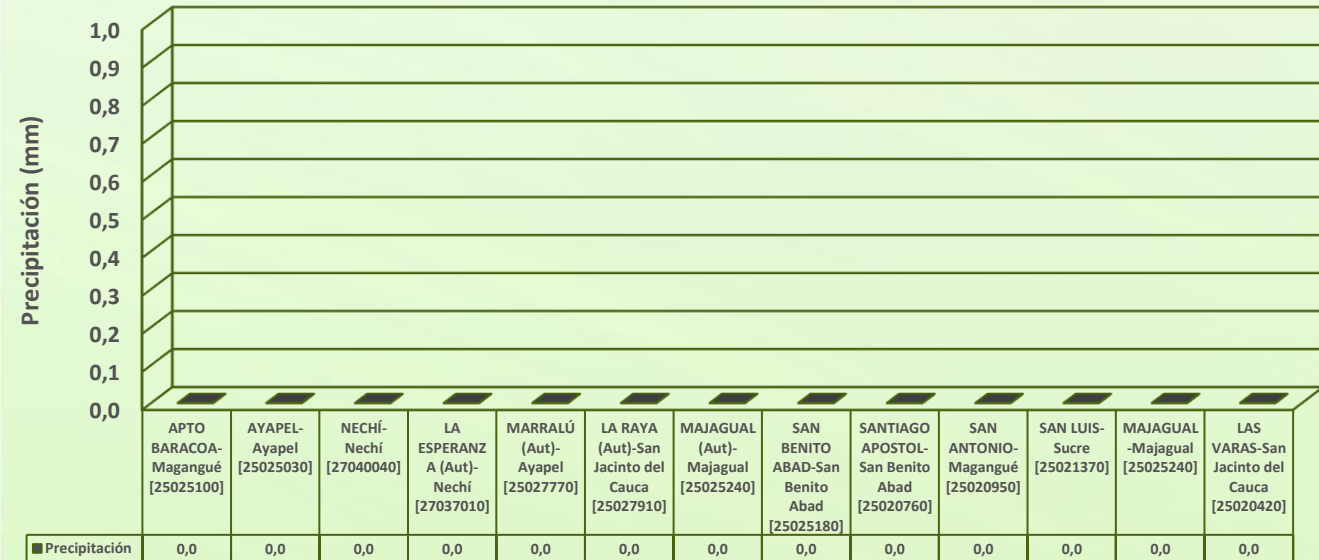 Precipitación (mm)
1,0
0,9
0,8
0,7
0,6
0,5
0,4
0,3
0,2
0,1
0,0
APTO
BARACOA-
Magangué
[25025100]
AYAPEL-
Ayapel
[25025030]
NECHÍ-
Nechí
[27040040]
LA
ESPERANZ
A (Aut)-
Nechí
[27037010]
MARRALÚ
(Aut)-
Ayapel
[25027770]
LA RAYA
(Aut)-San
Jacinto del
Cauca
[25027910]
MAJAGUAL
(Aut)-
Majagual
[25025240]
SAN
BENITO
ABAD-San
Benito
Abad
[25025180]
SANTIAGO
APOSTOL-
San Benito
Abad
[25020760]
SAN
ANTONIO-
Magangué
[25020950]
SAN LUIS-
Sucre
[25021370]
MAJAGUAL
-Majagual
[25025240]
LAS
VARAS-San
Jacinto del
Cauca
[25020420]
Precipitación 0,0 0,0 0,0 0,0 0,0 0,0 0,0 0,0 0,0 0,0 0,0 0,0 0,0